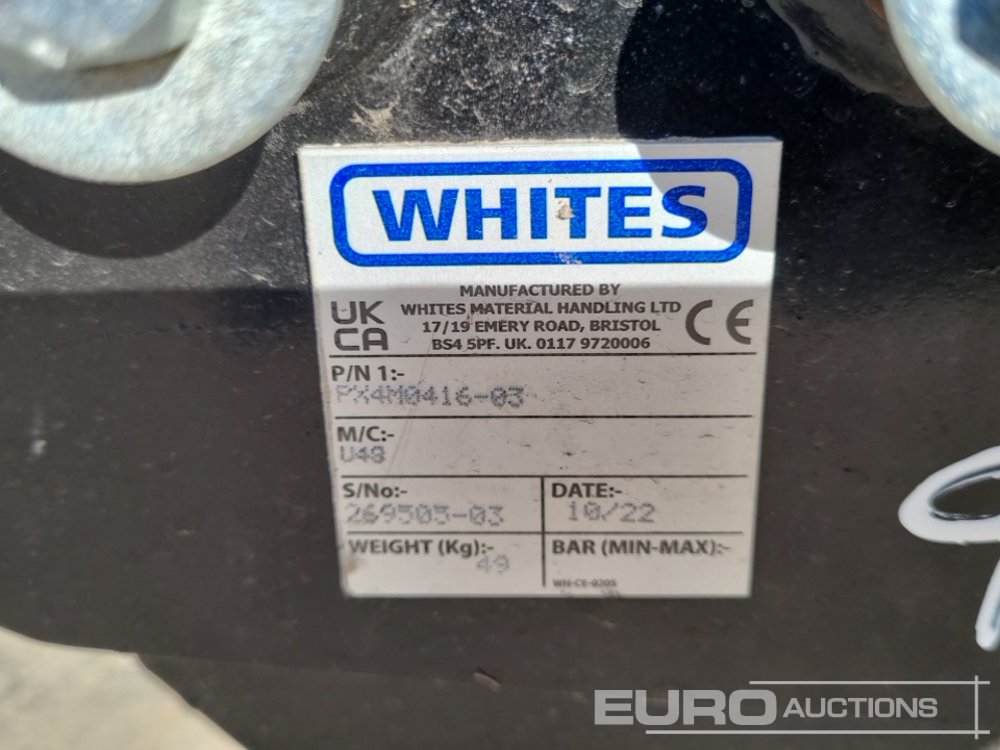 WHITES
MANUFACTURED BY
WHITES MATERIAL HANDLING LTD
17/19 EMERY ROAD, BRISTOL
BS4 5PF. UK. 0117 9720006
UK
CA
CE
P/N 1:-
PX4M0416-03
M/C:-
U48
S/No:-
269505-03
DATE:-
10/22
WEIGHT (Kg):-
49
BAR (MIN-MAX):-
WH-CE-0205
EURO AUCTIONS